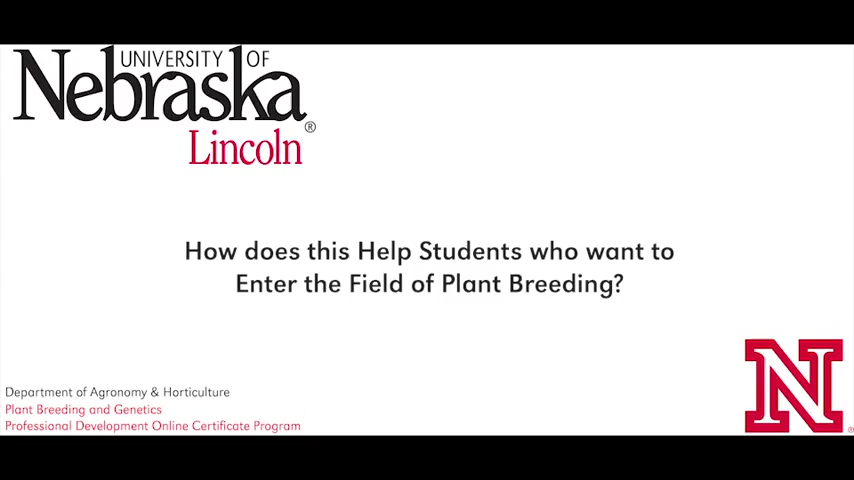 UNIVERSITY OF
Nebraska®
Lincoln
How does this Help Students who want to
Enter the Field of Plant Breeding?
Department of Agronomy & Horticulture
Plant Breeding and Genetics
Professional Development Online Certificate Program
N®